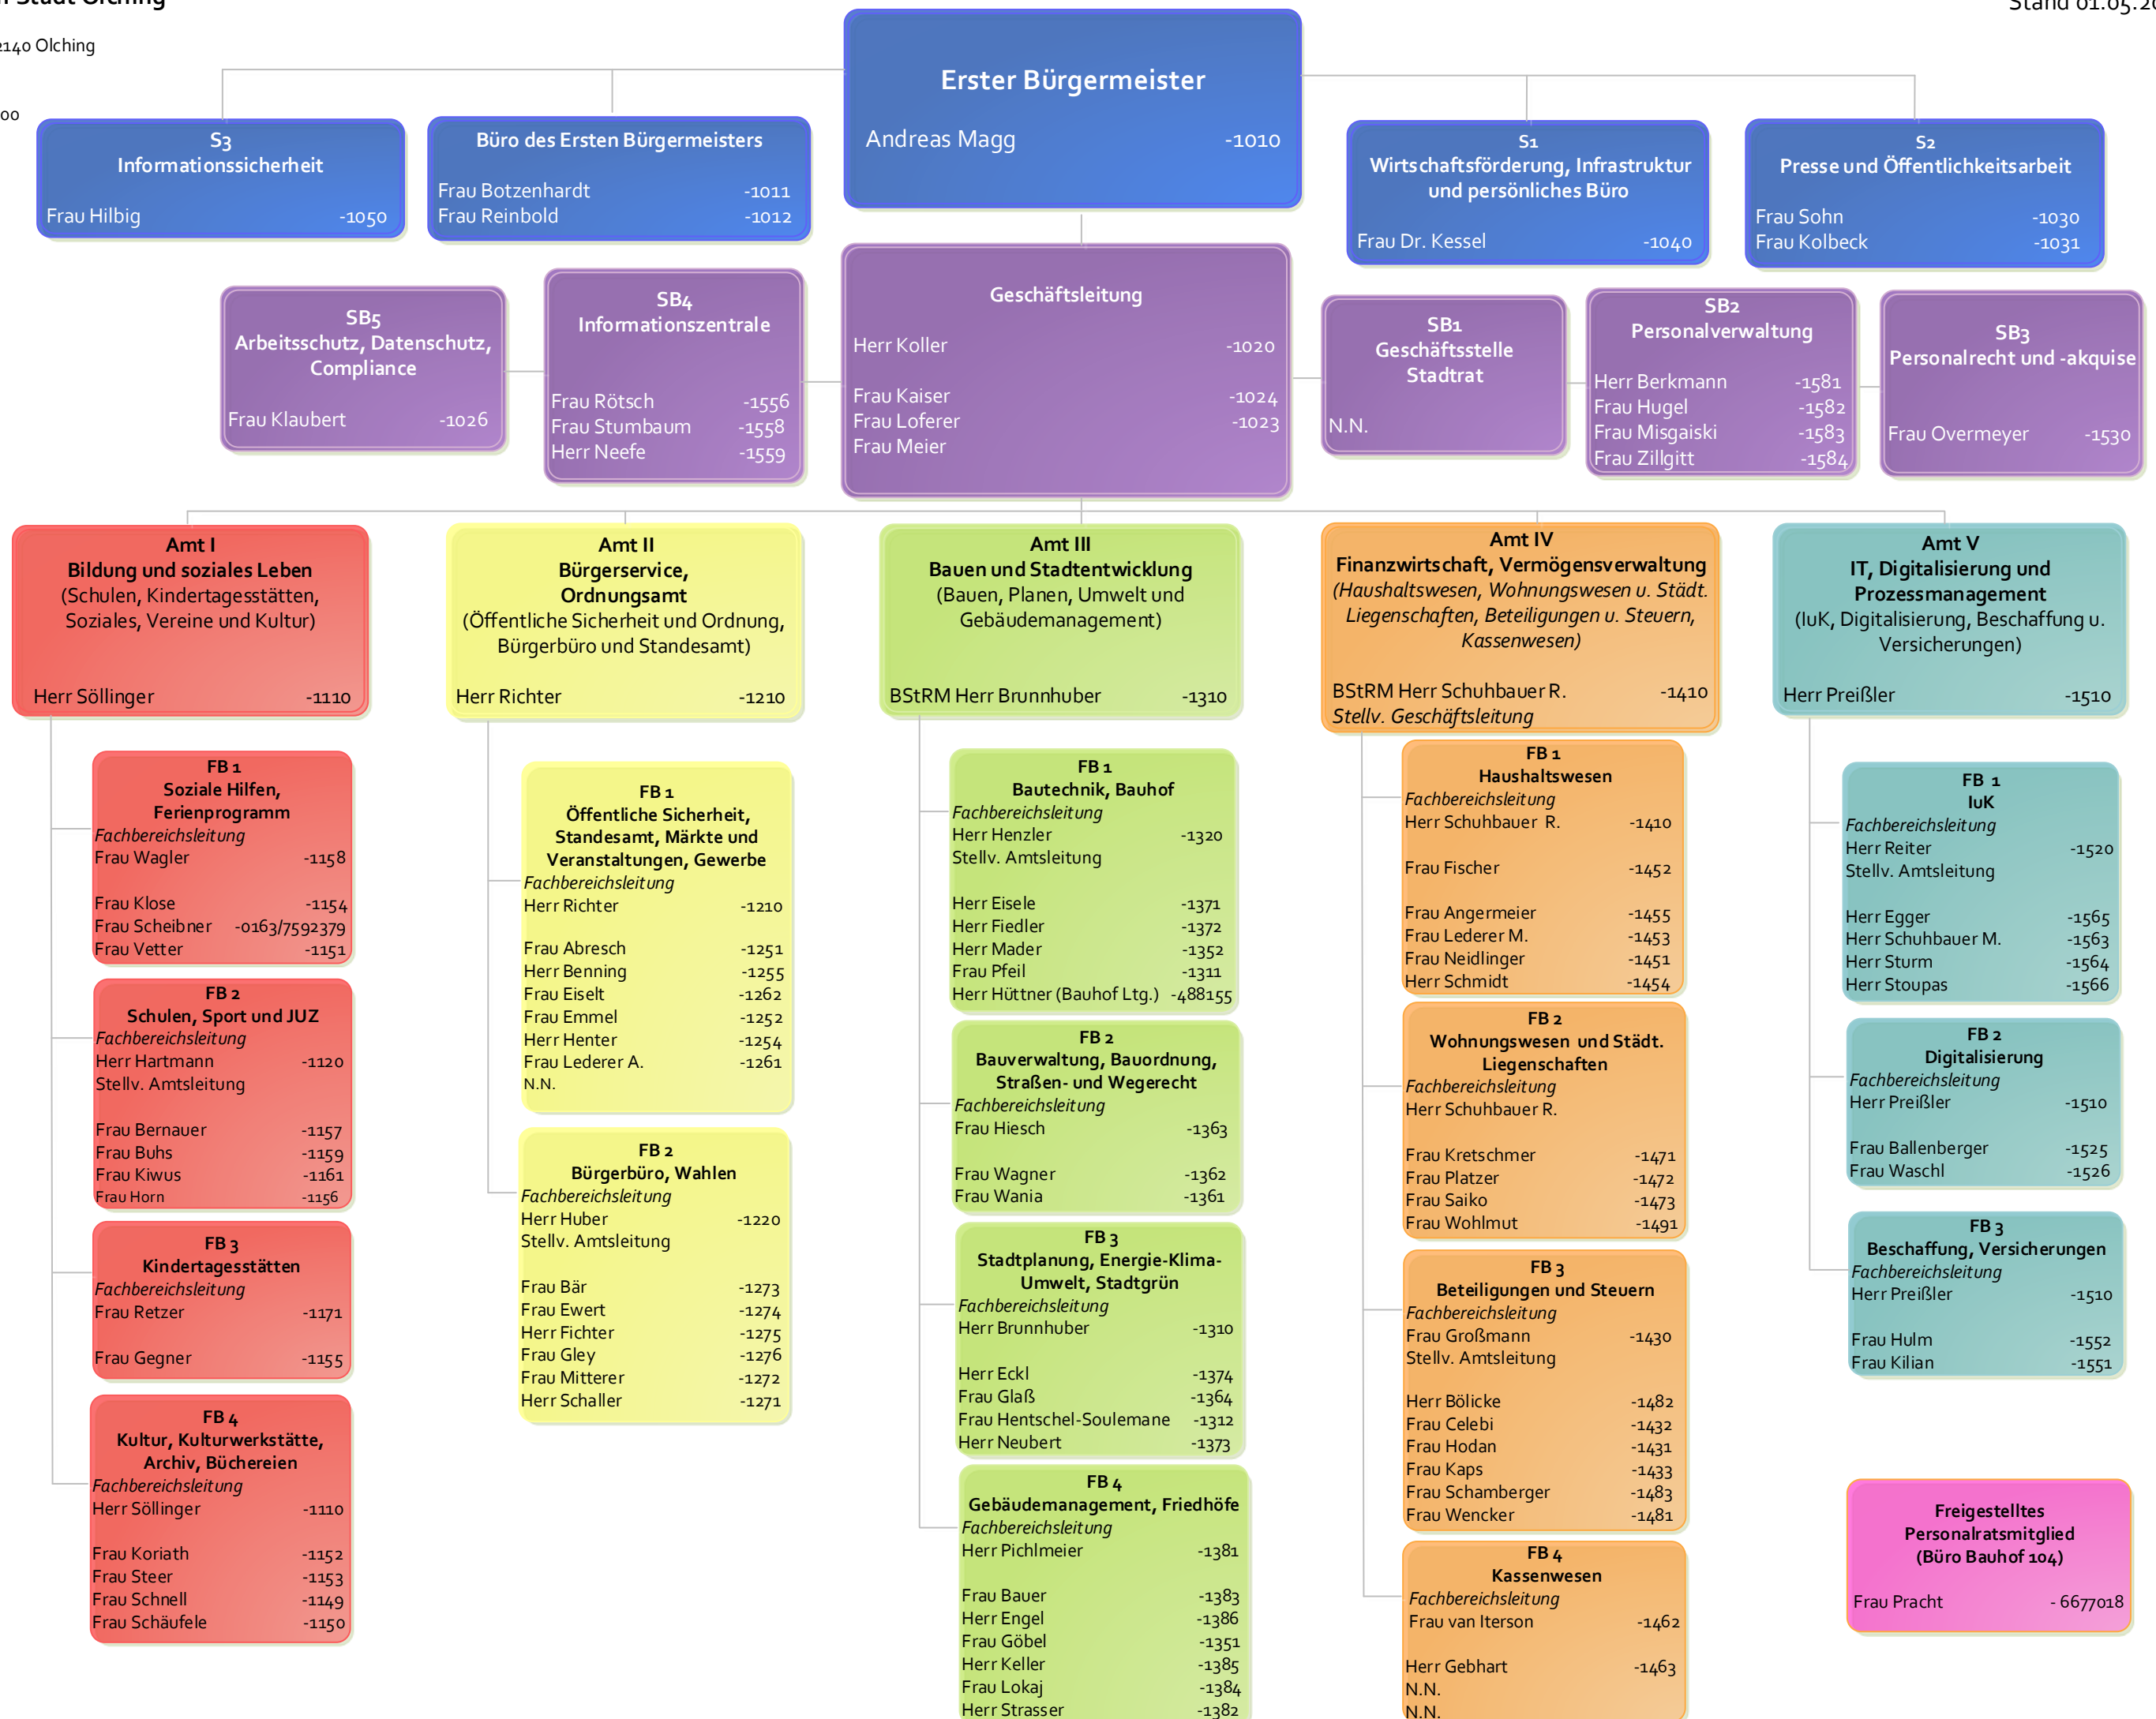 Stadt Olching
Stand 01.05.20
2140 Olching
00
Erster Bürgermeister
Andreas Magg -1010
S3
Informationssicherheit
Frau Hilbig -1050
Büro des Ersten Bürgermeisters
Frau Botzenhardt -1011
Frau Reinbold -1012
S1
Wirtschaftsförderung, Infrastruktur
und persönliches Büro
Frau Dr. Kessel -1040
S2
Presse und Öffentlichkeitsarbeit
Frau Sohn -1030
Frau Kolbeck -1031
SB5
Arbeitsschutz, Datenschutz,
Compliance
Frau Klaubert -1026
SB4
Informationszentrale
Frau Rötsch -1556
Frau Stumbaum -1558
Herr Neefe -1559
Geschäftsleitung
Herr Koller -1020
Frau Kaiser -1024
Frau Loferer -1023
Frau Meier
SB1
Geschäftsstelle
Stadtrat
N.N.
SB2
Personalverwaltung
Herr Berkmann -1581
Frau Hugel -1582
Frau Misgaiski -1583
Frau Zillgitt -1584
SB3
Personalrecht und -akquise
Frau Overmeyer -1530
Amt I
Bildung und soziales Leben
(Schulen, Kindertagesstätten,
Soziales, Vereine und Kultur)
Herr Söllinger -1110
FB 1
Soziale Hilfen,
Ferienprogramm
Fachbereichsleitung
Frau Wagler -1158
Frau Klose -1154
Frau Scheibner -0163/7592379
Frau Vetter -1151
FB 2
Schulen, Sport und JUZ
Fachbereichsleitung
Herr Hartmann -1120
Stellv. Amtsleitung
Frau Bernauer -1157
Frau Buhs -1159
Frau Kiwus -1161
Frau Horn -1156
FB 3
Kindertagesstätten
Fachbereichsleitung
Frau Retzer -1171
Frau Gegner -1155
FB 4
Kultur, Kulturwerkstätte,
Archiv, Büchereien
Fachbereichsleitung
Herr Söllinger -1110
Frau Koriath -1152
Frau Steer -1153
Frau Schnell -1149
Frau Schäufele -1150
Amt II
Bürgerservice,
Ordnungsamt
(Öffentliche Sicherheit und Ordnung,
Bürgerbüro und Standesamt)
Herr Richter -1210
FB 1
Öffentliche Sicherheit,
Standesamt, Märkte und
Veranstaltungen, Gewerbe
Fachbereichsleitung
Herr Richter -1210
Frau Abresch -1251
Herr Benning -1255
Frau Eiselt -1262
Frau Emmel -1252
Herr Henter -1254
Frau Lederer A. -1261
N.N.
FB 2
Bürgerbüro, Wahlen
Fachbereichsleitung
Herr Huber -1220
Stellv. Amtsleitung
Frau Bär -1273
Frau Ewert -1274
Herr Fichter -1275
Frau Gley -1276
Frau Mitterer -1272
Herr Schaller -1271
Amt III
Bauen und Stadtentwicklung
(Bauen, Planen, Umwelt und
Gebäudemanagement)
BStRM Herr Brunnhuber -1310
FB 1
Bautechnik, Bauhof
Fachbereichsleitung
Herr Henzler -1320
Stellv. Amtsleitung
Herr Eisele -1371
Herr Fiedler -1372
Herr Mader -1352
Frau Pfeil -1311
Herr Hüttner (Bauhof Ltg.) -488155
FB 2
Bauverwaltung, Bauordnung,
Straßen- und Wegerecht
Fachbereichsleitung
Frau Hiesch -1363
Frau Wagner -1362
Frau Wania -1361
FB 3
Stadtplanung, Energie-Klima-
Umwelt, Stadtgrün
Fachbereichsleitung
Herr Brunnhuber -1310
Herr Eckl -1374
Frau Glaß -1364
Frau Hentschel-Soulemane -1312
Herr Neubert -1373
FB 4
Gebäudemanagement, Friedhöfe
Fachbereichsleitung
Herr Pichlmeier -1381
Frau Bauer -1383
Herr Engel -1386
Frau Göbel -1351
Herr Keller -1385
Frau Lokaj -1384
Herr Strasser -1382
Amt IV
Finanzwirtschaft, Vermögensverwaltung
(Haushaltswesen, Wohnungswesen u. Städt.
Liegenschaften, Beteiligungen u. Steuern,
Kassenwesen)
BStRM Herr Schuhbauer R. -1410
Stellv. Geschäftsleitung
FB 1
Haushaltswesen
Fachbereichsleitung
Herr Schuhbauer R. -1410
Frau Fischer -1452
Frau Angermeier -1455
Frau Lederer M. -1453
Frau Neidlinger -1451
Herr Schmidt -1454
FB 2
Wohnungswesen und Städt.
Liegenschaften
Fachbereichsleitung
Herr Schuhbauer R.
Frau Kretschmer -1471
Frau Platzer -1472
Frau Saiko -1473
Frau Wohlmut -1491
FB 3
Beteiligungen und Steuern
Fachbereichsleitung
Frau Großmann -1430
Stellv. Amtsleitung
Herr Bölicke -1482
Frau Celebi -1432
Frau Hodan -1431
Frau Kaps -1433
Frau Schamberger -1483
Frau Wencker -1481
FB 4
Kassenwesen
Fachbereichsleitung
Frau van Iterson -1462
Herr Gebhart -1463
N.N.
N.N.
Amt V
IT, Digitalisierung und
Prozessmanagement
(IuK, Digitalisierung, Beschaffung u.
Versicherungen)
Herr Preißler -1510
FB 1
IuK
Fachbereichsleitung
Herr Reiter -1520
Stellv. Amtsleitung
Herr Egger -1565
Herr Schuhbauer M. -1563
Herr Sturm -1564
Herr Stoupas -1566
FB 2
Digitalisierung
Fachbereichsleitung
Herr Preißler -1510
Frau Ballenberger -1525
Frau Waschl -1526
FB 3
Beschaffung, Versicherungen
Fachbereichsleitung
Herr Preißler -1510
Frau Hulm -1552
Frau Kilian -1551
Freigestelltes
Personalratsmitglied
(Büro Bauhof 104)
Frau Pracht - 6677018